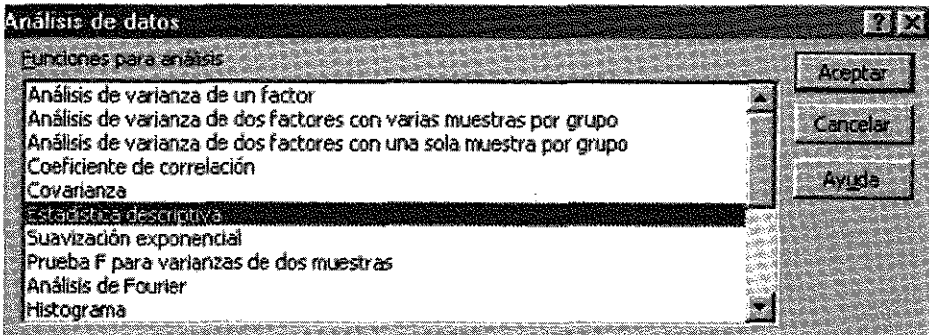 Análisis de datos
Funciones para análisis
Análisis de varianza de un factor
Análisis de varianza de dos factores con varias muestras por grupo
Análisis de varianza de dos factores con una sola muestra por grupo
Coeficiente de correlación
Covarianza
Estadística descriptiva
Suavización exponencial
Prueba F para varianzas de dos muestras
Análisis de Fourier
Histograma
Aceptar
Cancelar
Ayuda